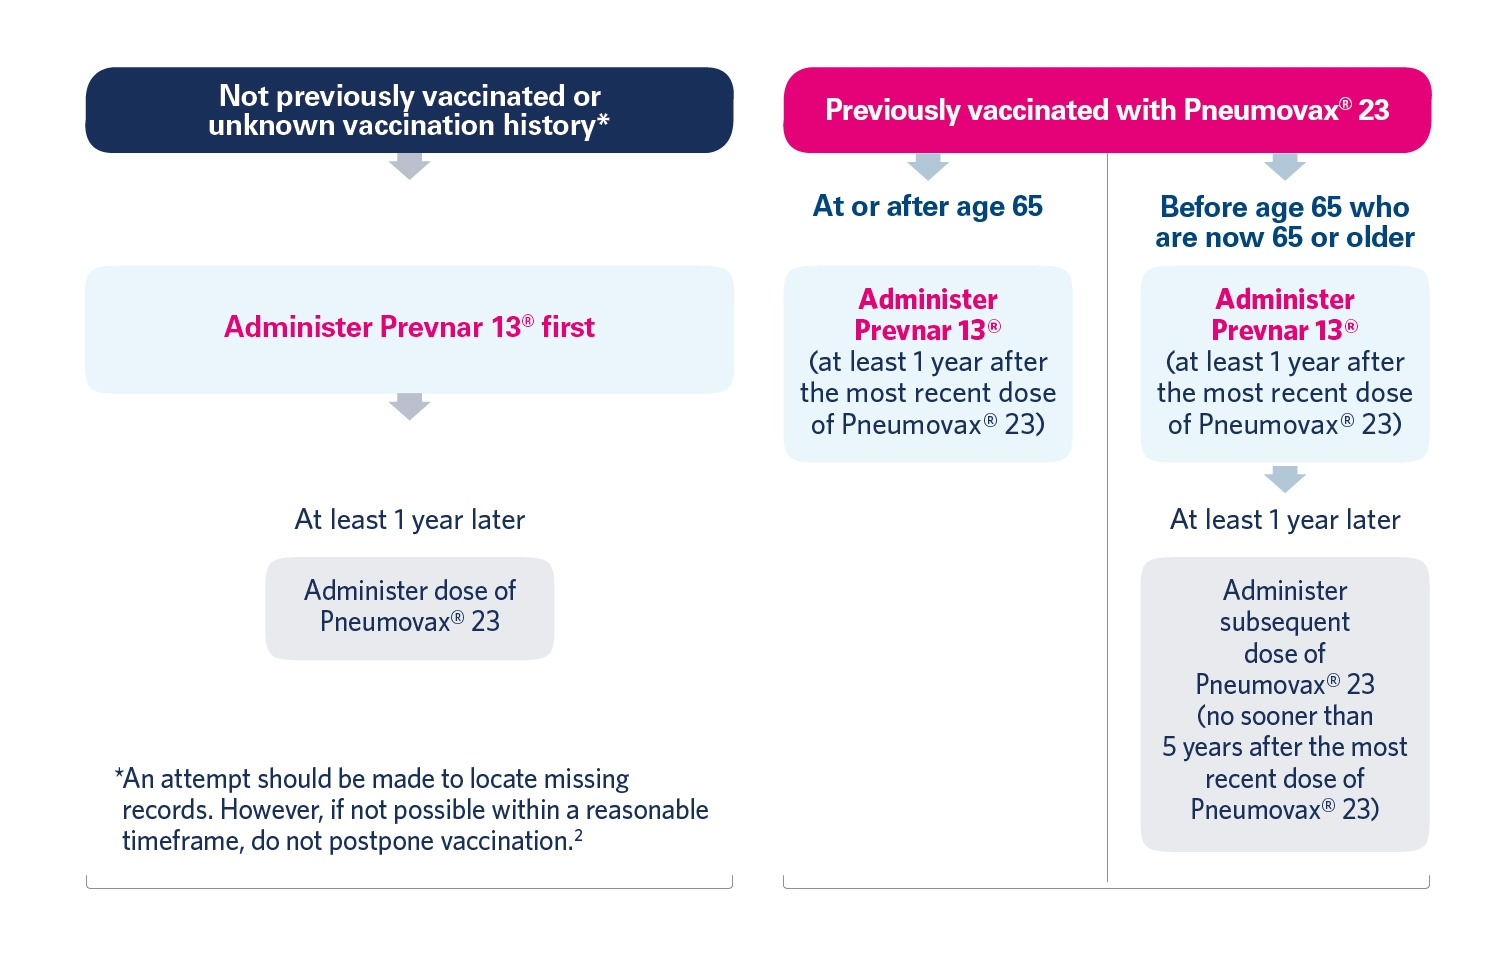 Not previously vaccinated or
unknown vaccination history*
Administer Prevnar 13® first
At least 1 year later
Administer dose of
Pneumovax® 23
*An attempt should be made to locate missing
records. However, if not possible within a reasonable
timeframe, do not postpone vaccination.²
Previously vaccinated with Pneumovax® 23
At or after age 65
Administer
Prevnar 13®
(at least 1 year after
the most recent dose
of Pneumovax® 23)
Before age 65 who
are now 65 or older
Administer
Prevnar 13®
(at least 1 year after
the most recent dose
of Pneumovax® 23)
At least 1 year later
Administer
subsequent
dose of
Pneumovax® 23
(no sooner than
5 years after the most
recent dose of
Pneumovax® 23)